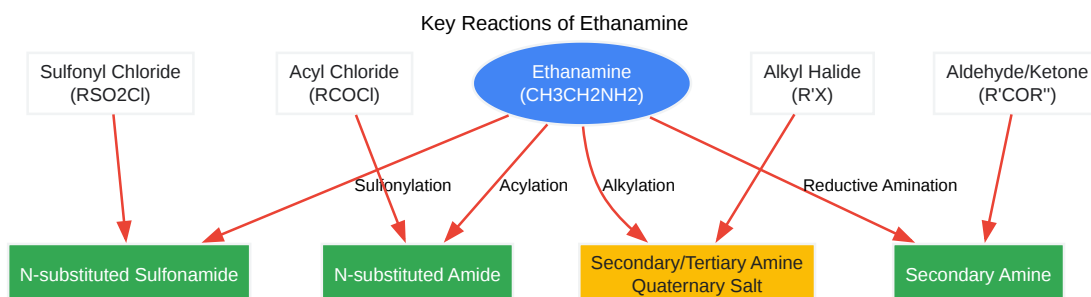 Key Reactions of Ethanamine
Sulfonyl Chloride
(RSO2Cl)
Acyl Chloride
(RCOCl)
Ethanamine
(CH3CH2NH2)
Alkyl Halide
(R'X)
Aldehyde/Ketone
(R'COR'')
Sulfonylation
Acylation
Alkylation
Reductive Amination
N-substituted Sulfonamide
N-substituted Amide
Secondary/Tertiary Amine
Quaternary Salt
Secondary Amine